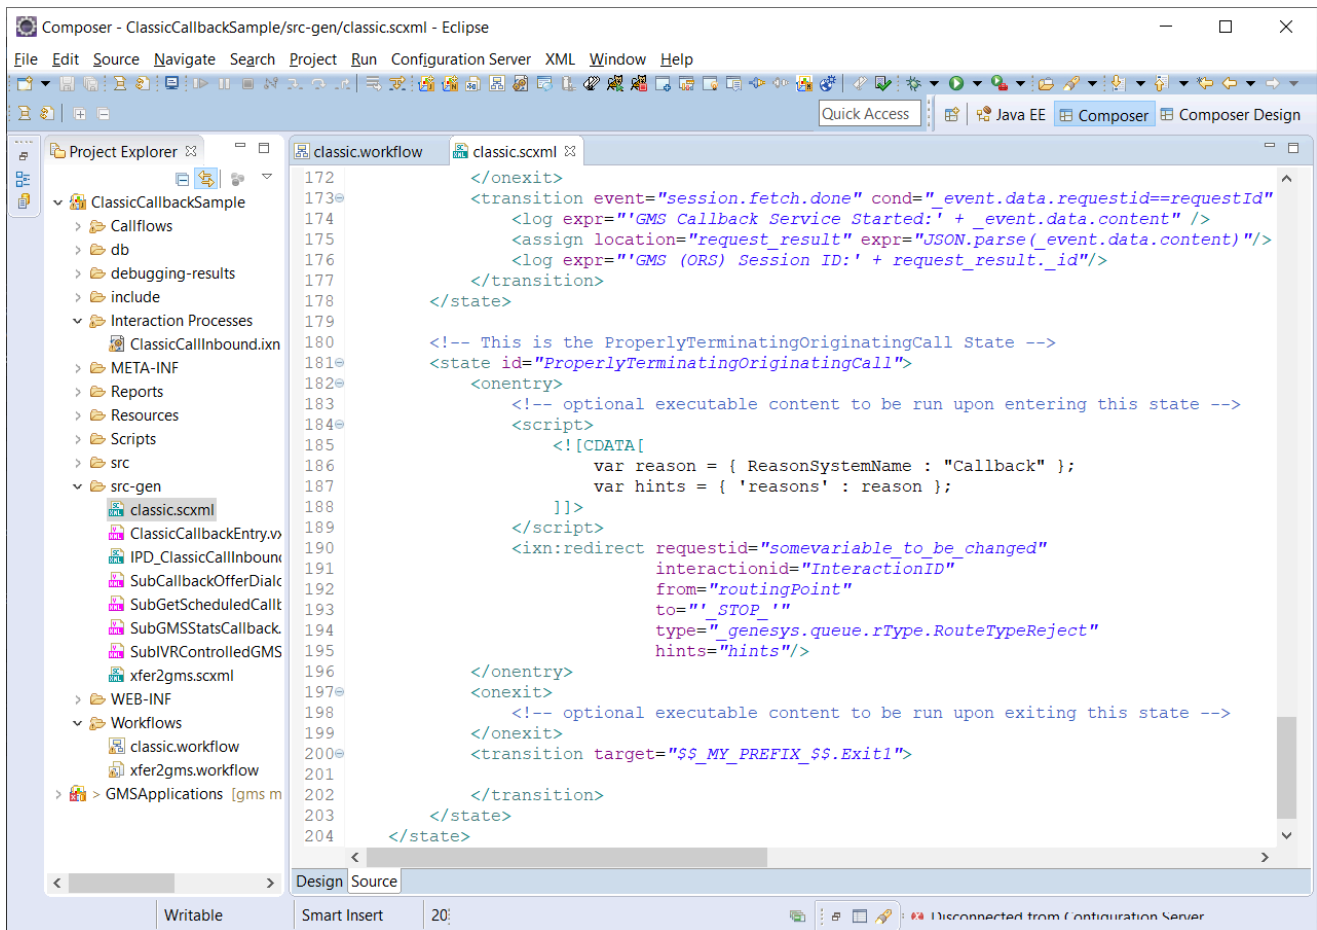 Composer - ClassicCallbackSample/src-gen/classic.scxml - Eclipse
File Edit Source Navigate Search Project Run Configuration Server XML Window Help
Quick Access Java EE Composer Composer Design
Project Explorer
ClassicCallbackSample
Callflows
db
debugging-results
include
Interaction Processes
ClassicCallInbound.ixn
META-INF
Reports
Resources
Scripts
src
src-gen
classic.scxml
ClassicCallbackEntry.vx
IPD_ClassicCallInbound
SubCallbackOfferDialo
SubGetScheduledCallb
SubGMSStatsCallback.
SubIVRControlledGMS
xfer2gms.scxml
WEB-INF
Workflows
classic.workflow
xfer2gms.workflow
> GMSApplications [gms m
classic.workflow classic.scxml
172 </onexit>
173 <transition event="session.fetch.done" cond="_event.data.requestid==requestId"
174 <log expr="'GMS Callback Service Started:' + _event.data.content" />
175 <assign location="request_result" expr="JSON.parse(_event.data.content)"/>
176 <log expr="'GMS (ORS) Session ID:' + request_result._id"/>
177 </transition>
178 </state>
179
180 <!-- This is the ProperlyTerminatingOriginatingCall State -->
181 <state id="ProperlyTerminatingOriginatingCall">
182 <onentry>
183 <!-- optional executable content to be run upon entering this state -->
184 <script>
185 <![CDATA[
186 var reason = { ReasonSystemName : "Callback" };
187 var hints = { 'reasons' : reason };
188 ]]>
189 </script>
190 <ixn:redirect requestid="somevariable_to_be_changed"
191 interactionid="InteractionID"
192 from="routingPoint"
193 to="'_STOP_'"
194 type="_genesys.queue.rType.RouteTypeReject"
195 hints="hints"/>
196 </onentry>
197 <onexit>
198 <!-- optional executable content to be run upon exiting this state -->
199 </onexit>
200 <transition target="$$_MY_PREFIX_$$.Exit1">
201
202 </transition>
203 </state>
204 </state>
Design Source
Writable Smart Insert 20 Disconnected from Configuration Server